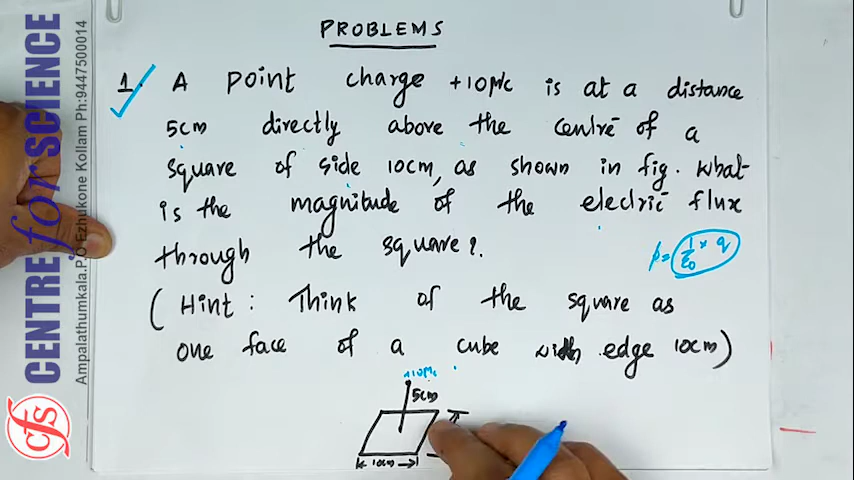 PROBLEMS
1. A point charge +10μc is at a distance
5cm directly above the centre of a
square of side 10cm, as shown in fig. What
is the magnitude of the electric flux
through the square?.
ϕ = 1/ε0 × q
(Hint : Think of the square as
one face of a cube with edge 10cm)
+10μc
5cm
10cm
CENTRE for SCIENCE
Ampalathumkala.P.O Ezhukone Kollam Ph:9447500014
cfs